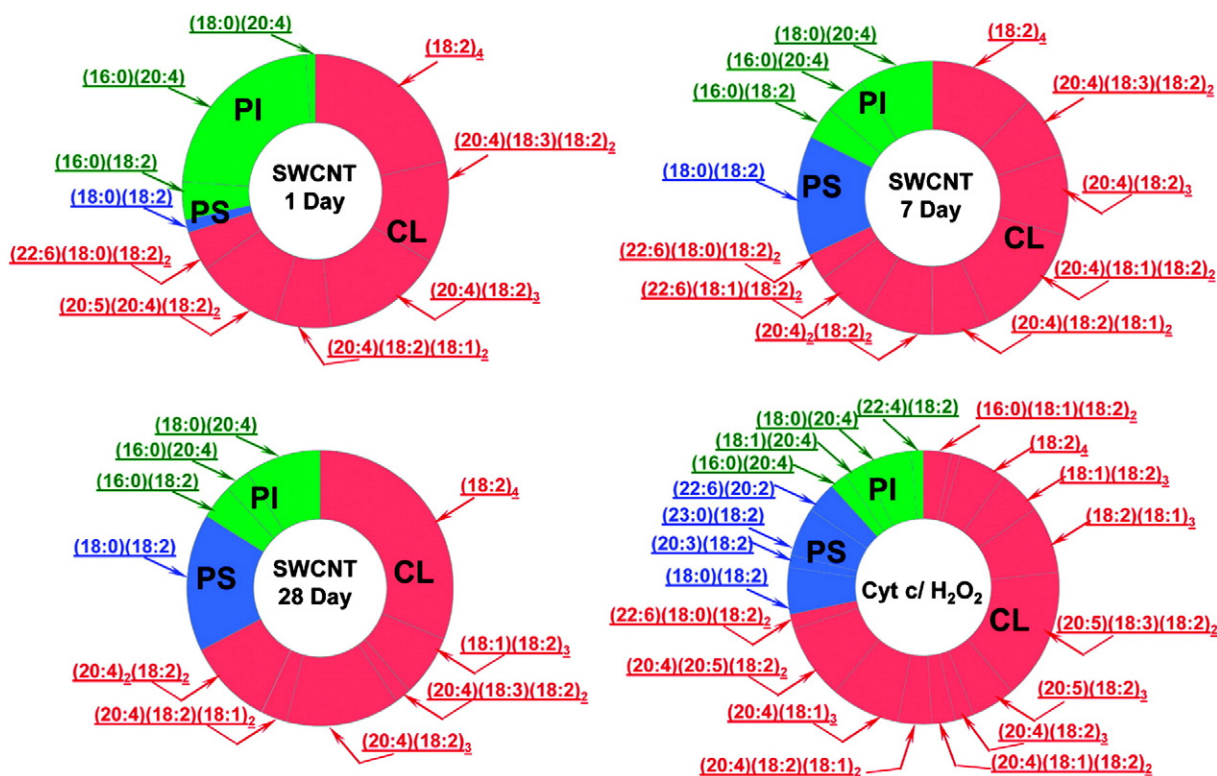 (18:0)(20:4)
(18:2)4
(16:0)(20:4)
PI
(20:4)(18:3)(18:2)2
SWCNT
1 Day
(16:0)(18:2)
(18:0)(18:2)
PS
CL
(22:6)(18:0)(18:2)2
(20:4)(18:2)3
(20:5)(20:4)(18:2)2
(20:4)(18:2)(18:1)2
(18:0)(20:4)
(18:2)4
(16:0)(20:4)
(16:0)(18:2)
PI
(20:4)(18:3)(18:2)2
(18:0)(18:2)
PS
SWCNT
7 Day
(20:4)(18:2)3
CL
(22:6)(18:0)(18:2)2
(20:4)(18:1)(18:2)2
(22:6)(18:1)(18:2)2
(20:4)2(18:2)2
(20:4)(18:2)(18:1)2
(18:0)(20:4)
(16:0)(20:4)
(16:0)(18:2)
PI
(18:2)4
(18:0)(18:2)
PS
SWCNT
28 Day
CL
(18:1)(18:2)3
(20:4)2(18:2)2
(20:4)(18:3)(18:2)2
(20:4)(18:2)(18:1)2
(20:4)(18:2)3
(22:4)(18:2)
(16:0)(18:1)(18:2)2
(18:0)(20:4)
(18:1)(20:4)
(18:2)4
(16:0)(20:4)
(18:1)(18:2)3
PI
(22:6)(20:2)
(23:0)(18:2)
(18:2)(18:1)3
(20:3)(18:2)
PS
(18:0)(18:2)
Cyt c/ H2O2
CL
(22:6)(18:0)(18:2)2
(20:5)(18:3)(18:2)2
(20:4)(20:5)(18:2)2
(20:5)(18:2)3
(20:4)(18:1)3
(20:4)(18:2)3
(20:4)(18:2)(18:1)2
(20:4)(18:1)(18:2)2